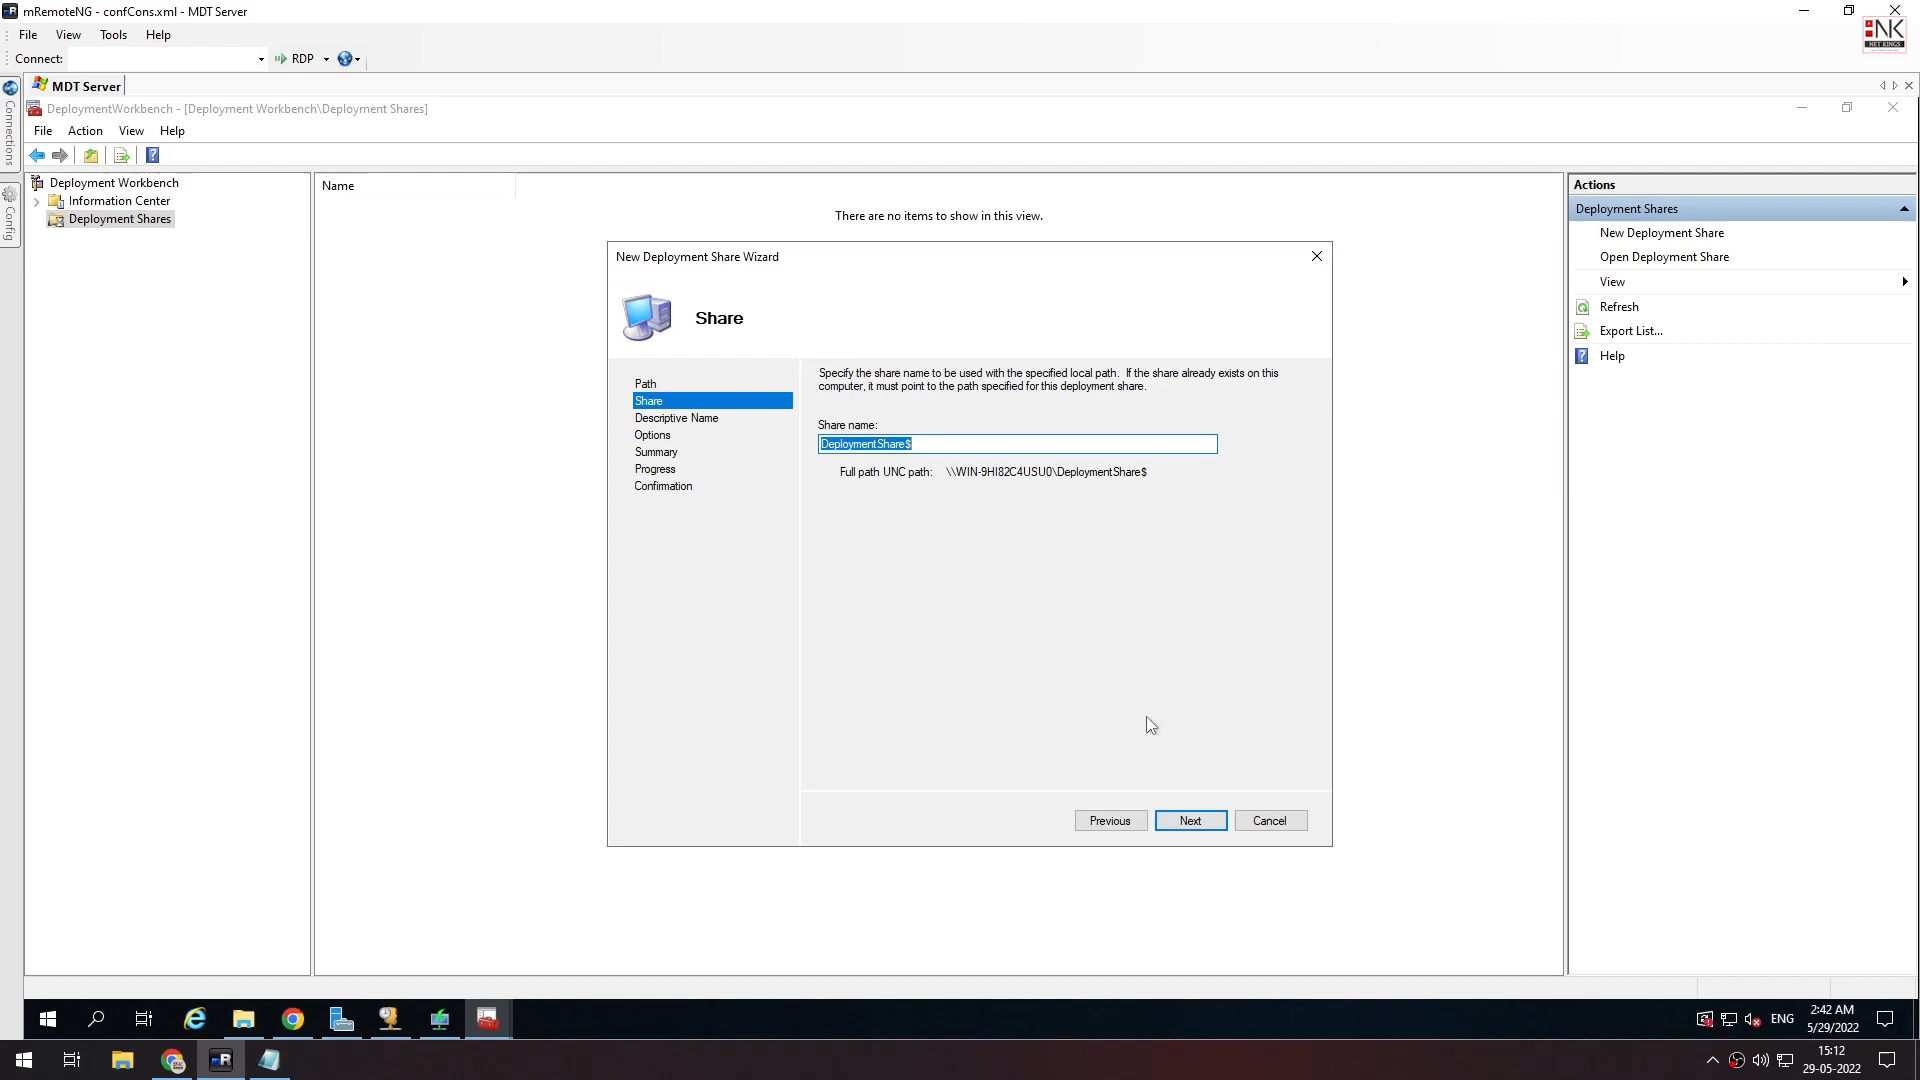 mRemoteNG - confCons.xml - MDT Server
NK
NET KINGS
File View Tools Help
Connect: RDP
MDT Server
Connections
Config
DeploymentWorkbench - [Deployment Workbench\Deployment Shares]
File Action View Help
Deployment Workbench
Information Center
Deployment Shares
Name
There are no items to show in this view.
New Deployment Share Wizard
Share
Path
Share
Descriptive Name
Options
Summary
Progress
Confirmation
Specify the share name to be used with the specified local path. If the share already exists on this
computer, it must point to the path specified for this deployment share.
Share name:
DeploymentShare$
Full path UNC path: \\WIN-9HI82C4USU0\DeploymentShare$
Previous Next Cancel
Actions
Deployment Shares
New Deployment Share
Open Deployment Share
View
Refresh
Export List...
Help
ENG
2:42 AM
5/29/2022
15:12
29-05-2022